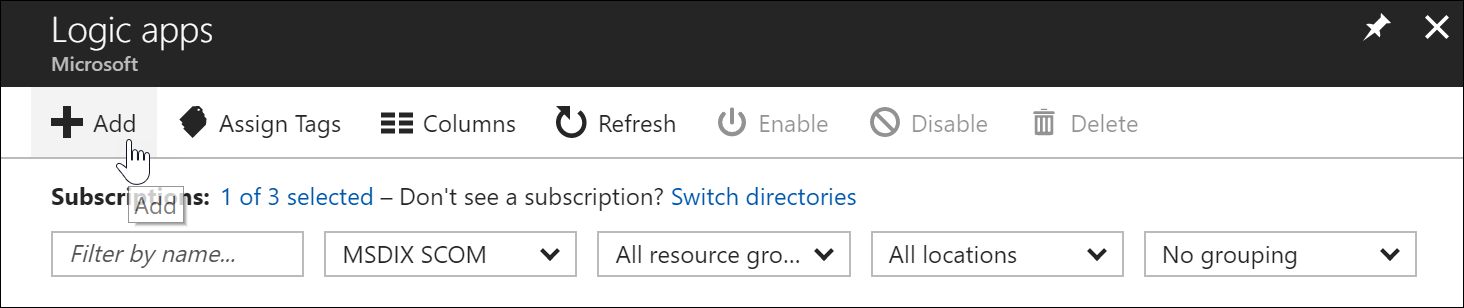 Logic apps
Microsoft
Add Assign Tags Columns Refresh Enable Disable Delete
Subscriptions: 1 of 3 selected – Don't see a subscription? Switch directories
Add
Filter by name... MSDIX SCOM All resource gro... All locations No grouping